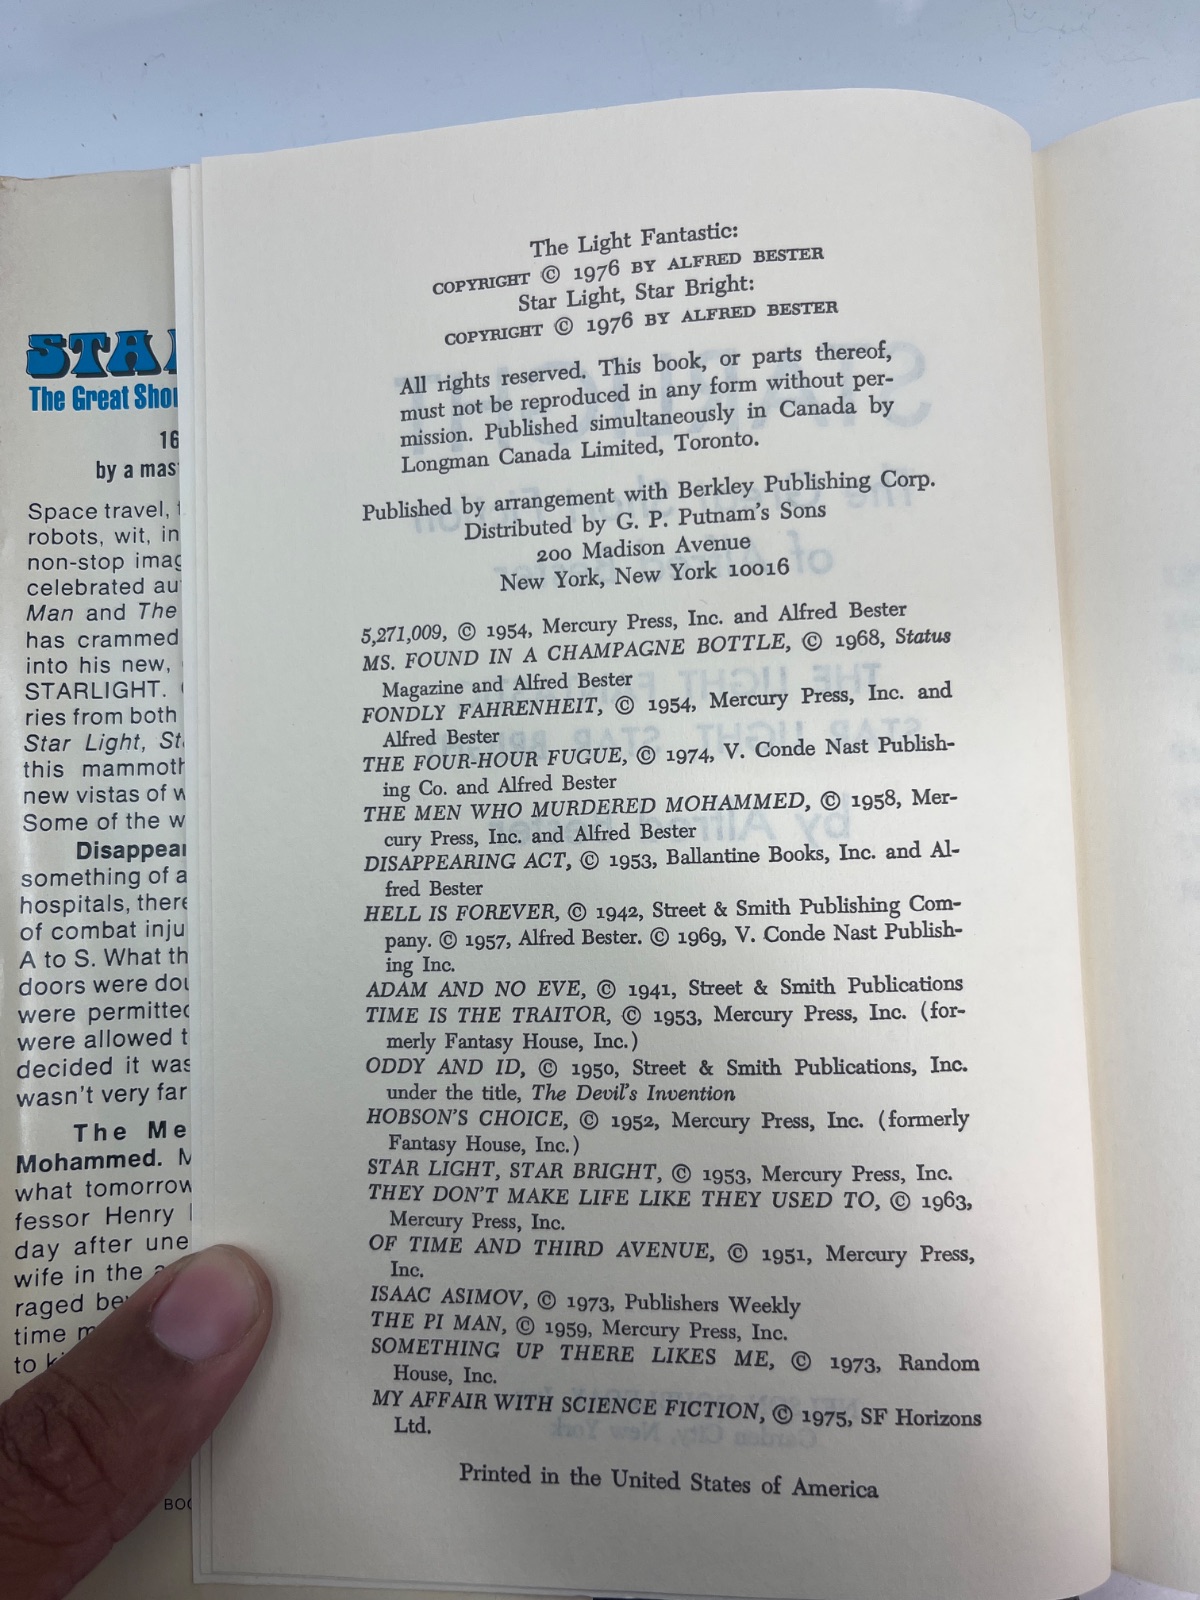 STA
The Great Shor
16
by a mas
Space travel,
robots, wit, in
non-stop imag
celebrated au
Man and The
has crammed
into his new,
STARLIGHT.
ries from both
Star Light, St
this mammoth
new vistas of w
Some of the w
Disappear
something of a
hospitals, there
of combat inju
A to S. What th
doors were dou
were permitted
were allowed t
decided it was
wasn't very far
The Me
Mohammed. M
what tomorrow
fessor Henry
day after une
wife in the
raged be
time m
to k
BOO
The Light Fantastic:
COPYRIGHT © 1976 BY ALFRED BESTER
Star Light, Star Bright:
COPYRIGHT © 1976 BY ALFRED BESTER
All rights reserved. This book, or parts thereof,
must not be reproduced in any form without per-
mission. Published simultaneously in Canada by
Longman Canada Limited, Toronto.
Published by arrangement with Berkley Publishing Corp.
Distributed by G. P. Putnam's Sons
200 Madison Avenue
New York, New York 10016
5,271,009, © 1954, Mercury Press, Inc. and Alfred Bester
MS. FOUND IN A CHAMPAGNE BOTTLE, © 1968, Status
Magazine and Alfred Bester
FONDLY FAHRENHEIT, © 1954, Mercury Press, Inc. and
Alfred Bester
THE FOUR-HOUR FUGUE, © 1974, V. Conde Nast Publish-
ing Co. and Alfred Bester
THE MEN WHO MURDERED MOHAMMED, © 1958, Mer-
cury Press, Inc. and Alfred Bester
DISAPPEARING ACT, © 1953, Ballantine Books, Inc. and Al-
fred Bester
HELL IS FOREVER, © 1942, Street & Smith Publishing Com-
pany. © 1957, Alfred Bester. © 1969, V. Conde Nast Publish-
ing Inc.
ADAM AND NO EVE, © 1941, Street & Smith Publications
TIME IS THE TRAITOR, © 1953, Mercury Press, Inc. (for-
merly Fantasy House, Inc.)
ODDY AND ID, © 1950, Street & Smith Publications, Inc.
under the title, The Devil's Invention
HOBSON'S CHOICE, © 1952, Mercury Press, Inc. (formerly
Fantasy House, Inc.)
STAR LIGHT, STAR BRIGHT, © 1953, Mercury Press, Inc.
THEY DON'T MAKE LIFE LIKE THEY USED TO, © 1963,
Mercury Press, Inc.
OF TIME AND THIRD AVENUE, © 1951, Mercury Press,
Inc.
ISAAC ASIMOV, © 1973, Publishers Weekly
THE PI MAN, © 1959, Mercury Press, Inc.
SOMETHING UP THERE LIKES ME, © 1973, Random
House, Inc.
MY AFFAIR WITH SCIENCE FICTION, © 1975, SF Horizons
Ltd.
Printed in the United States of America